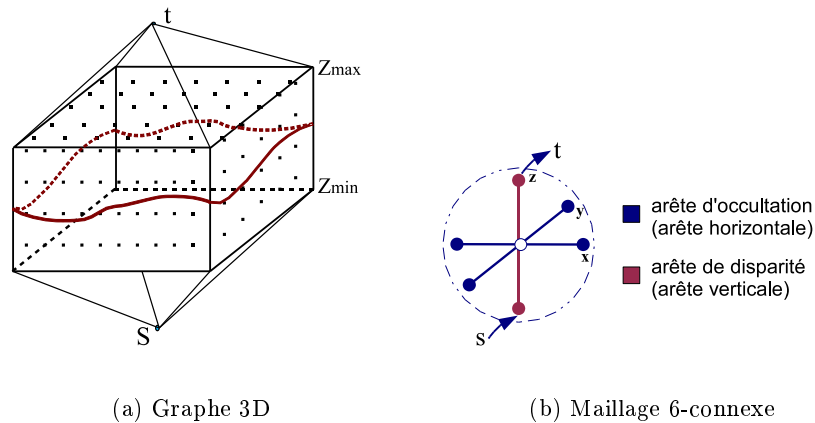 t
Zmax
Zmin
S
t
z
y
x
s
arête d'occultation
(arête horizontale)
arête de disparité
(arête verticale)
(a) Graphe 3D
(b) Maillage 6-connexe